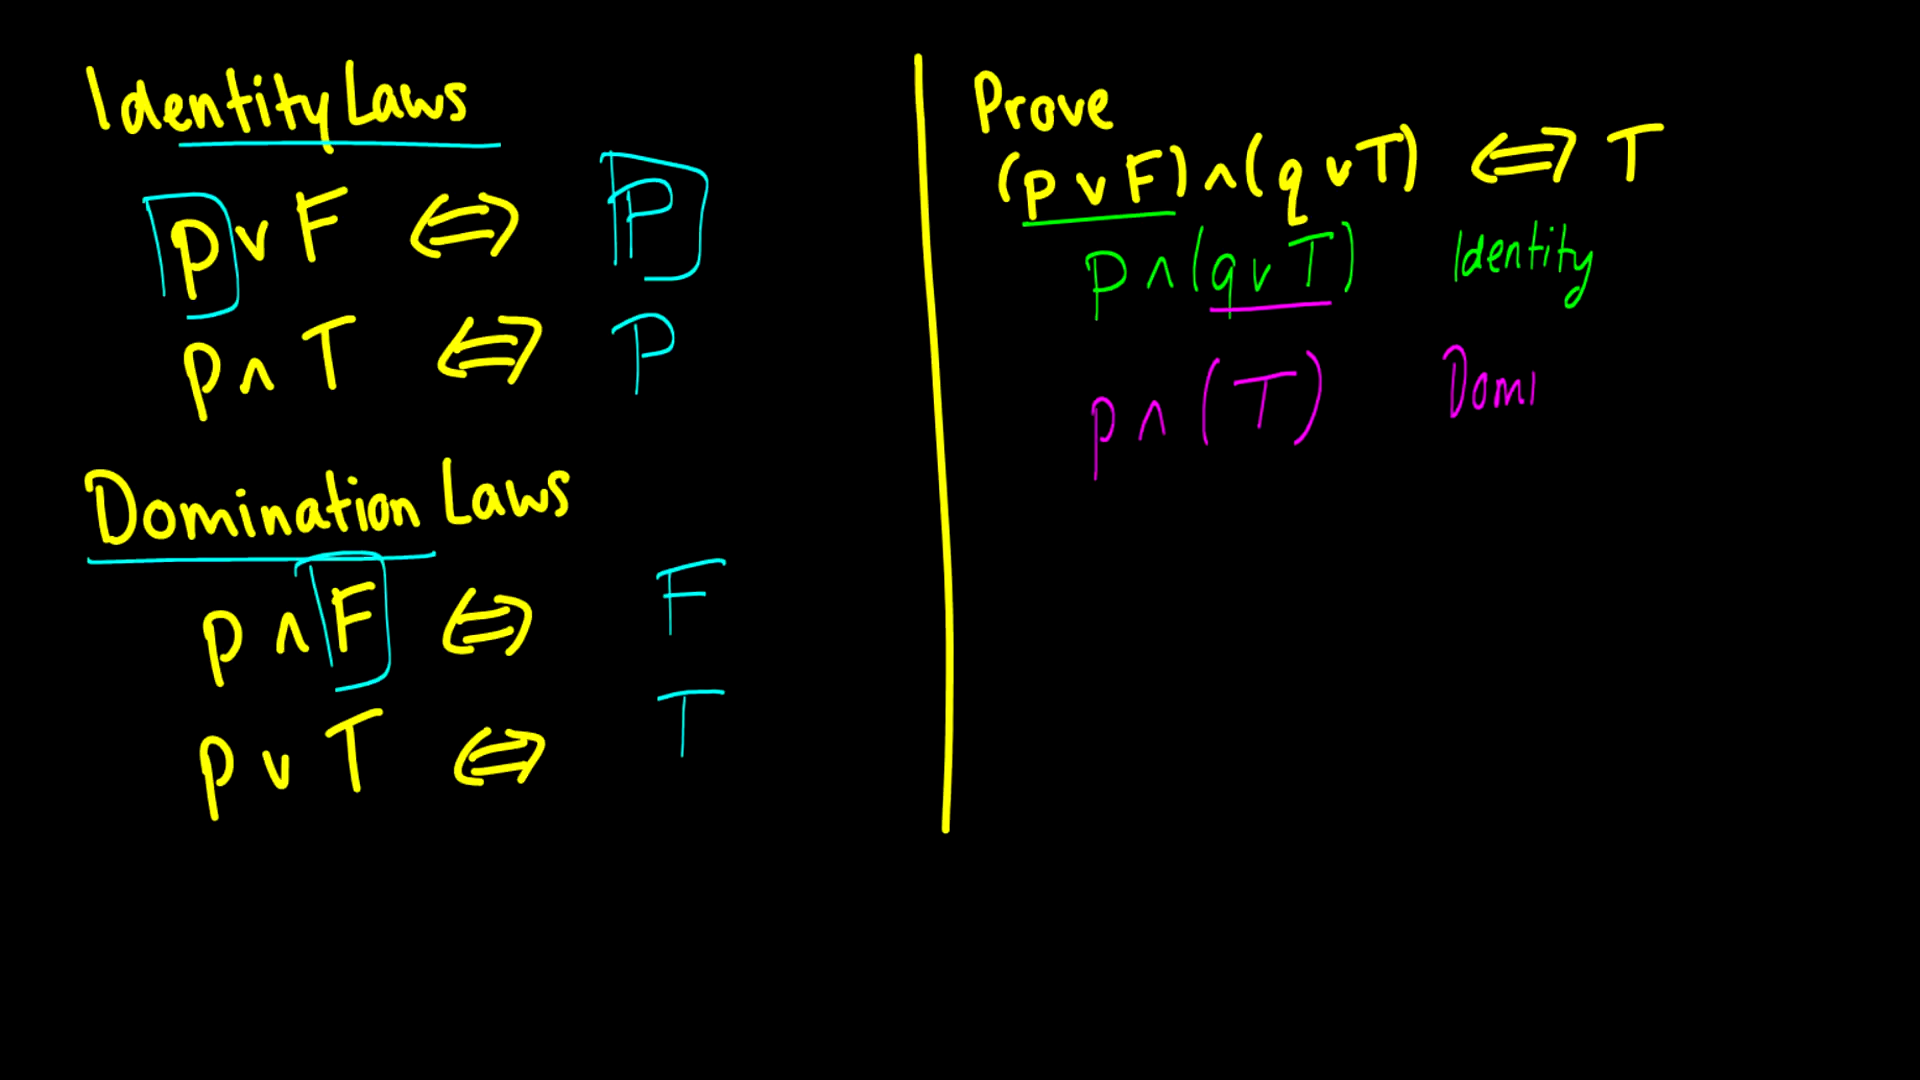 Identity Laws
p ∨ F ⟺ P
p ∧ T ⟺ P
Domination Laws
p ∧ F ⟺ F
p ∨ T ⟺ T
Prove
(p ∨ F) ∧ (q ∨ T) ⟺ T
p ∧ (q ∨ T) Identity
p ∧ (T) Domi